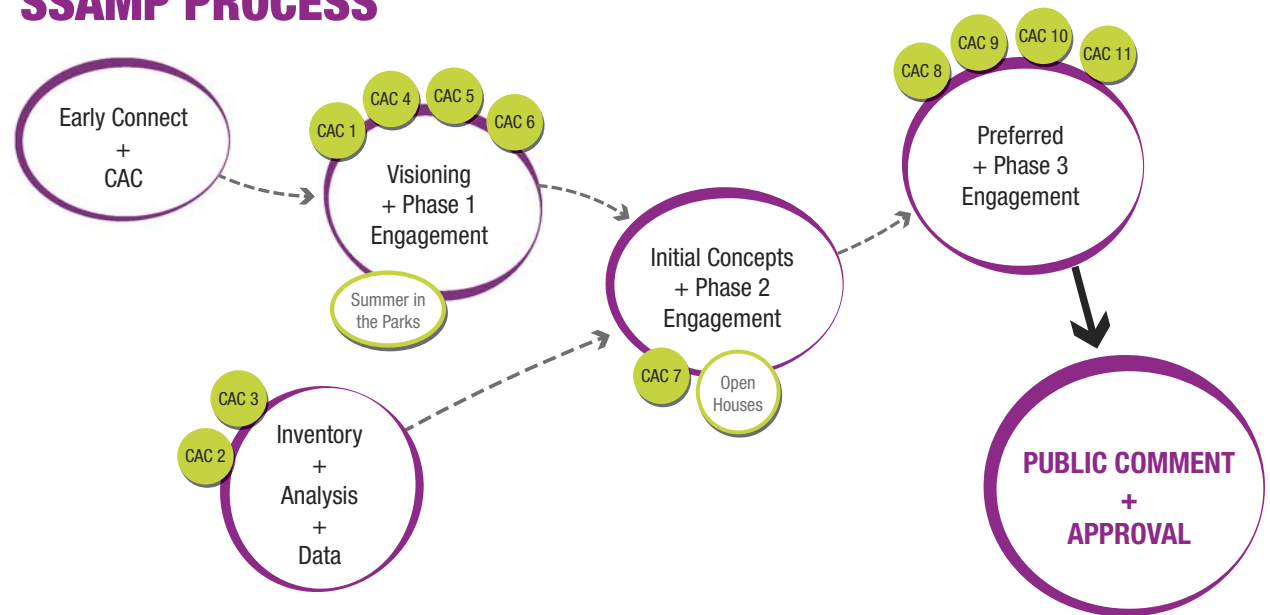 SSAMP PROCESS
Early Connect
+
CAC
CAC 1
CAC 4
CAC 5
CAC 6
Visioning
+ Phase 1
Engagement
Summer in
the Parks
CAC 3
CAC 2
Inventory
+
Analysis
+
Data
Initial Concepts
+ Phase 2
Engagement
CAC 7
Open
Houses
CAC 8
CAC 9
CAC 10
CAC 11
Preferred
+ Phase 3
Engagement
PUBLIC COMMENT
+
APPROVAL